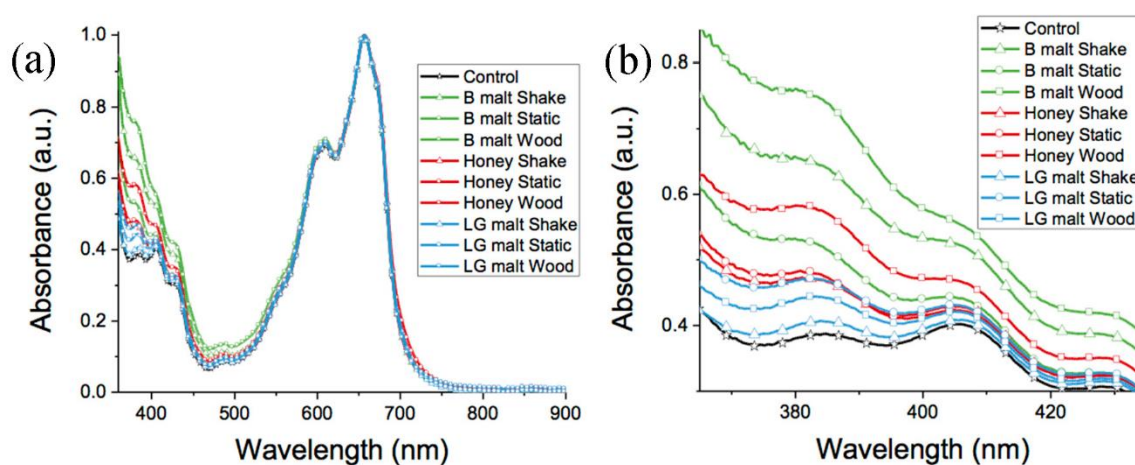 (a)
Absorbance (a.u.)
1.0
0.8
0.6
0.4
0.2
0.0
400 500 600 700 800 900
Wavelength (nm)
Control
B malt Shake
B malt Static
B malt Wood
Honey Shake
Honey Static
Honey Wood
LG malt Shake
LG malt Static
LG malt Wood
(b)
Absorbance (a.u.)
0.8
0.6
0.4
380 400 420
Wavelength (nm)
Control
B malt Shake
B malt Static
B malt Wood
Honey Shake
Honey Static
Honey Wood
LG malt Shake
LG malt Static
LG malt Wood